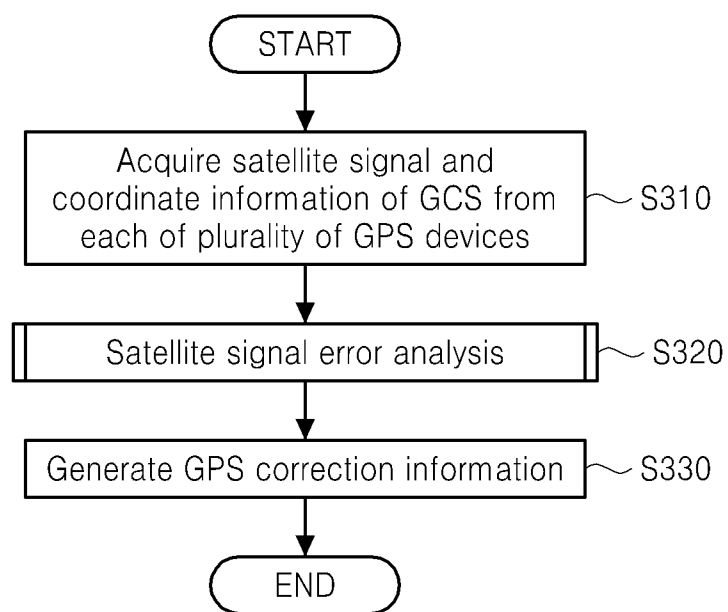 START
Acquire satellite signal and
coordinate information of GCS from
each of plurality of GPS devices
S310
Satellite signal error analysis
S320
Generate GPS correction information
S330
END